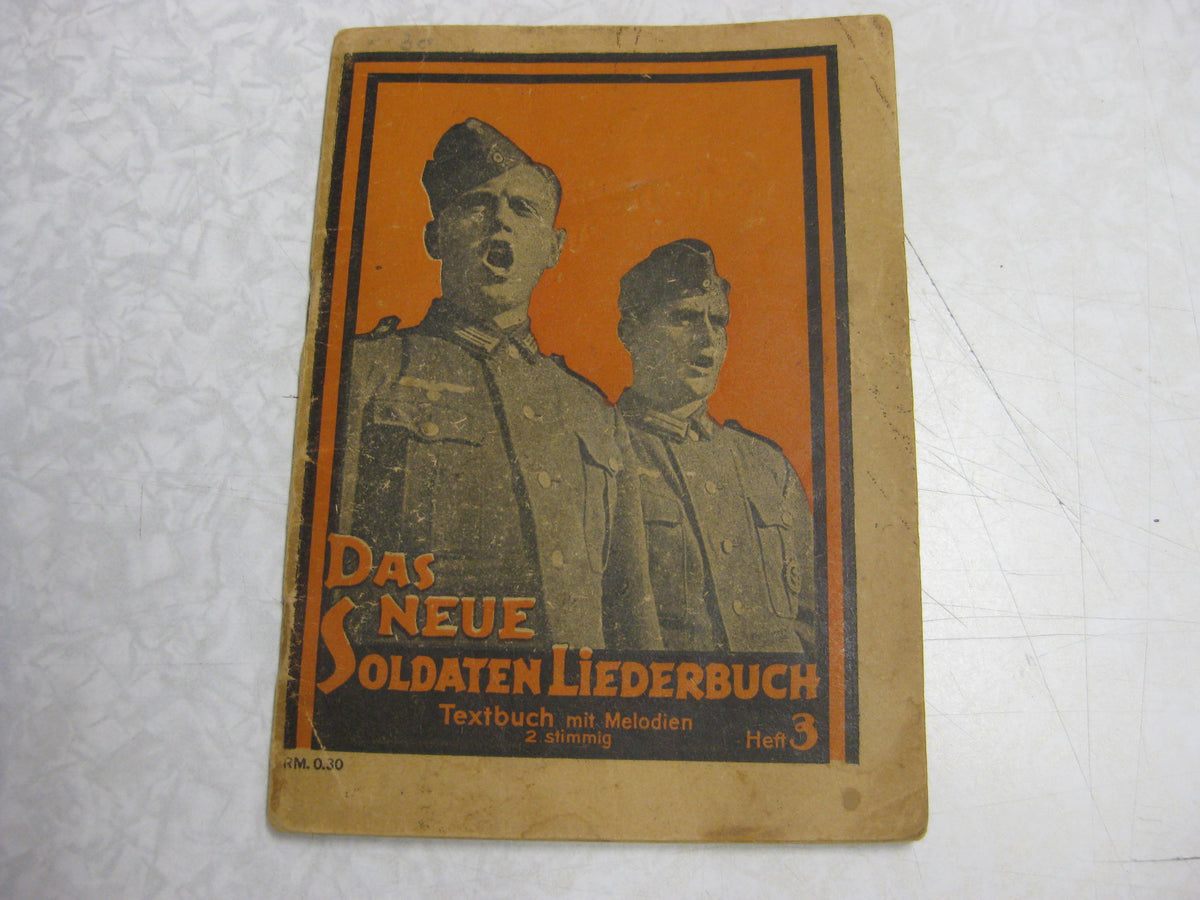 DAS
NEUE
SOLDATEN LiEDERBUCH
Textbuch mit Melodien
2. stimmig
Heft 3
RM. 0.30